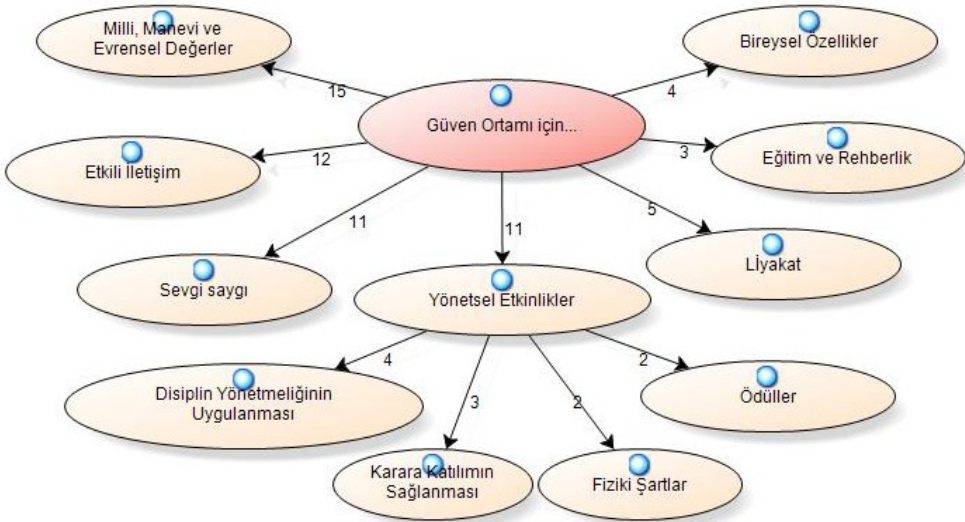 Milli, Manevi ve
Evrensel Değerler
Bireysel Özellikler
15
4
Güven Ortamı için...
Etkili İletişim
12
3
Eğitim ve Rehberlik
11
11
5
Sevgi saygı
Yönetsel Etkinlikler
Lİyakat
4
3
2
2
Disiplin Yönetmeliğinin
Uygulanması
Ödüller
Karara Katılımın
Sağlanması
Fiziki Şartlar